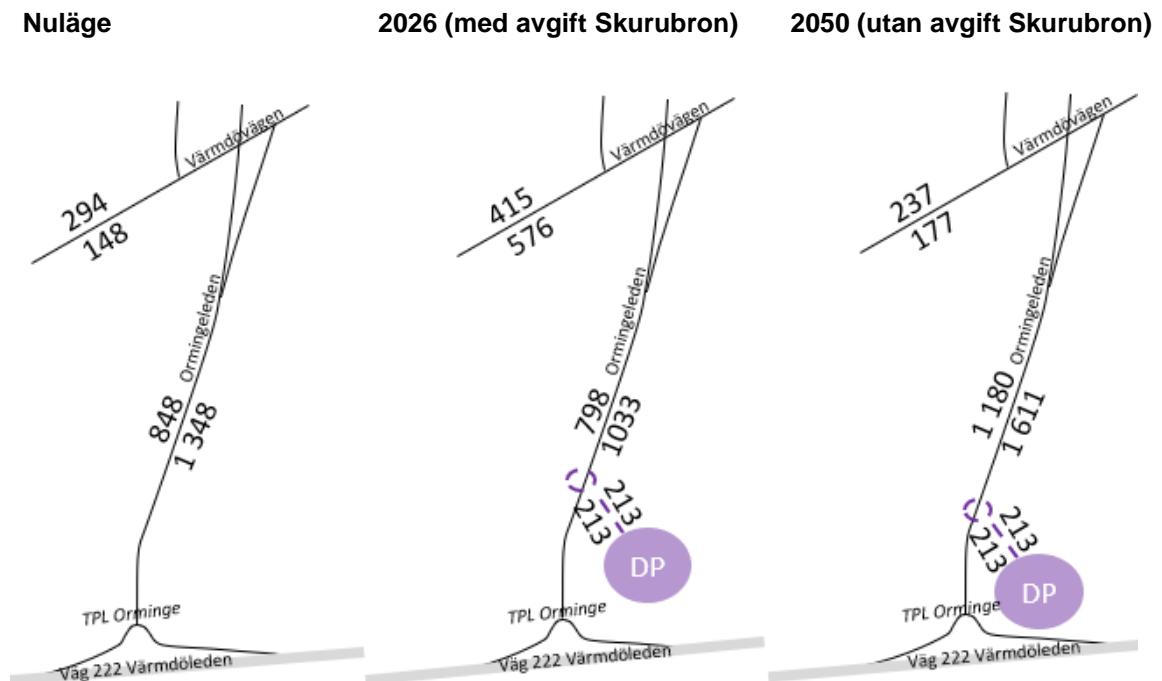 Nuläge
2026 (med avgift Skurubron)
2050 (utan avgift Skurubron)
Värmdövägen
294
148
Ormingeleden
848
1 348
TPL Orminge
Väg 222 Värmdöleden
Värmdövägen
415
576
Ormingeleden
798
1033
213
213
DP
TPL Orminge
Väg 222 Värmdöleden
Värmdövägen
237
177
Ormingeleden
1 180
1 611
213
213
DP
TPL Orminge
Väg 222 Värmdöleden